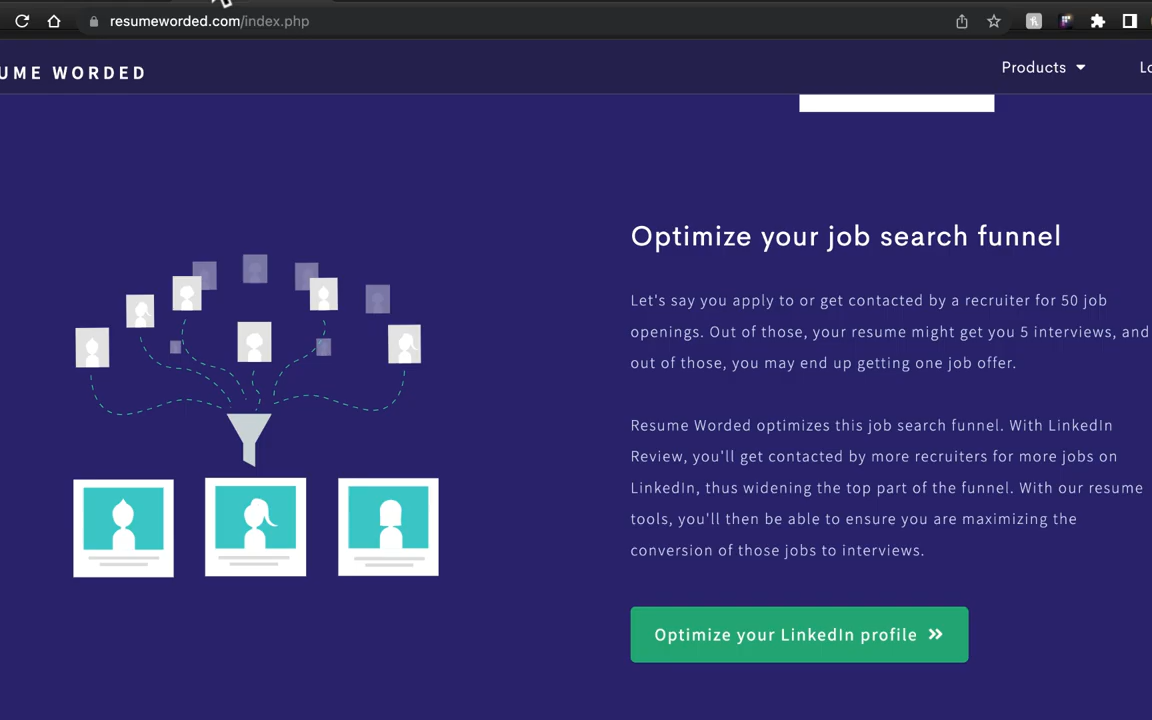 resumeworded.com/index.php
UME WORDED
Products
Optimize your job search funnel
Let's say you apply to or get contacted by a recruiter for 50 job
openings. Out of those, your resume might get you 5 interviews, and
out of those, you may end up getting one job offer.
Resume Worded optimizes this job search funnel. With LinkedIn
Review, you'll get contacted by more recruiters for more jobs on
LinkedIn, thus widening the top part of the funnel. With our resume
tools, you'll then be able to ensure you are maximizing the
conversion of those jobs to interviews.
Optimize your LinkedIn profile »